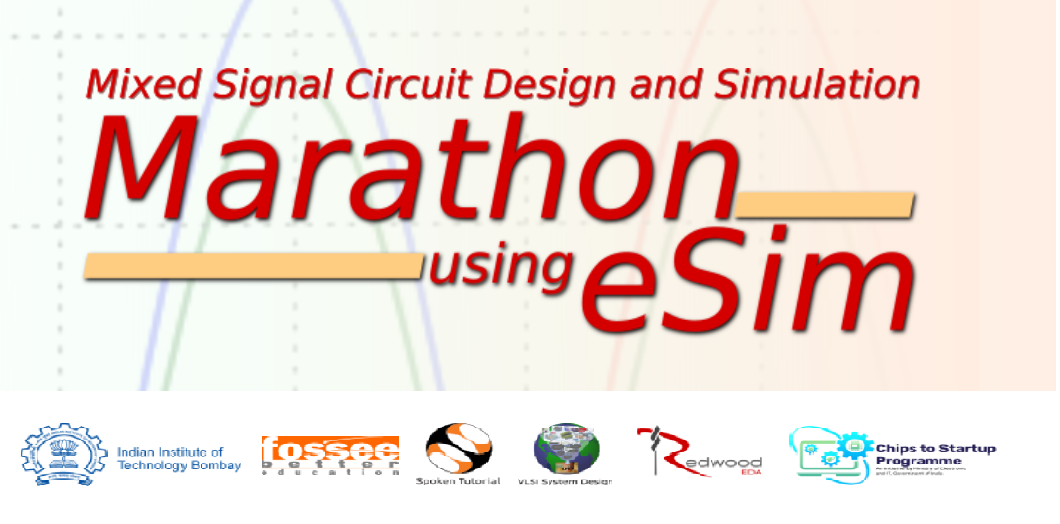 Mixed Signal Circuit Design and Simulation
Marathon
using eSim
Indian Institute of
Technology Bombay
fossee
better
education
Spoken Tutorial
VLSI System Design
Redwood
EDA
Chips to Startup
Programme